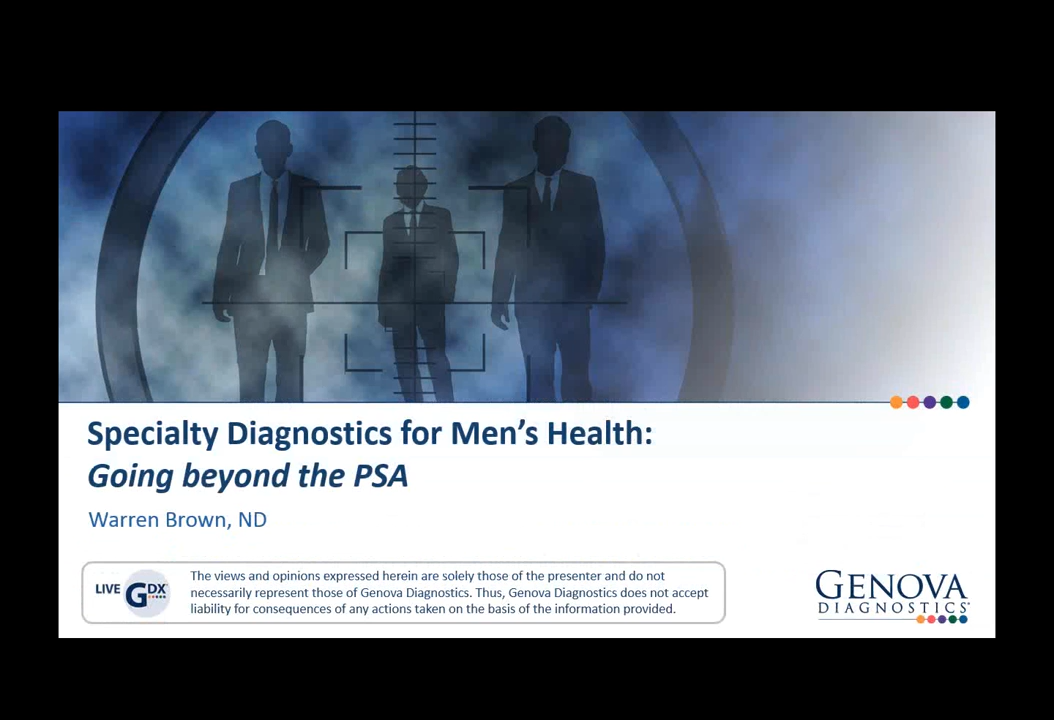 Specialty Diagnostics for Men's Health:
Going beyond the PSA
Warren Brown, ND
LIVE GDX
The views and opinions expressed herein are solely those of the presenter and do not
necessarily represent those of Genova Diagnostics. Thus, Genova Diagnostics does not accept
liability for consequences of any actions taken on the basis of the information provided.
GENOVA
DIAGNOSTICS